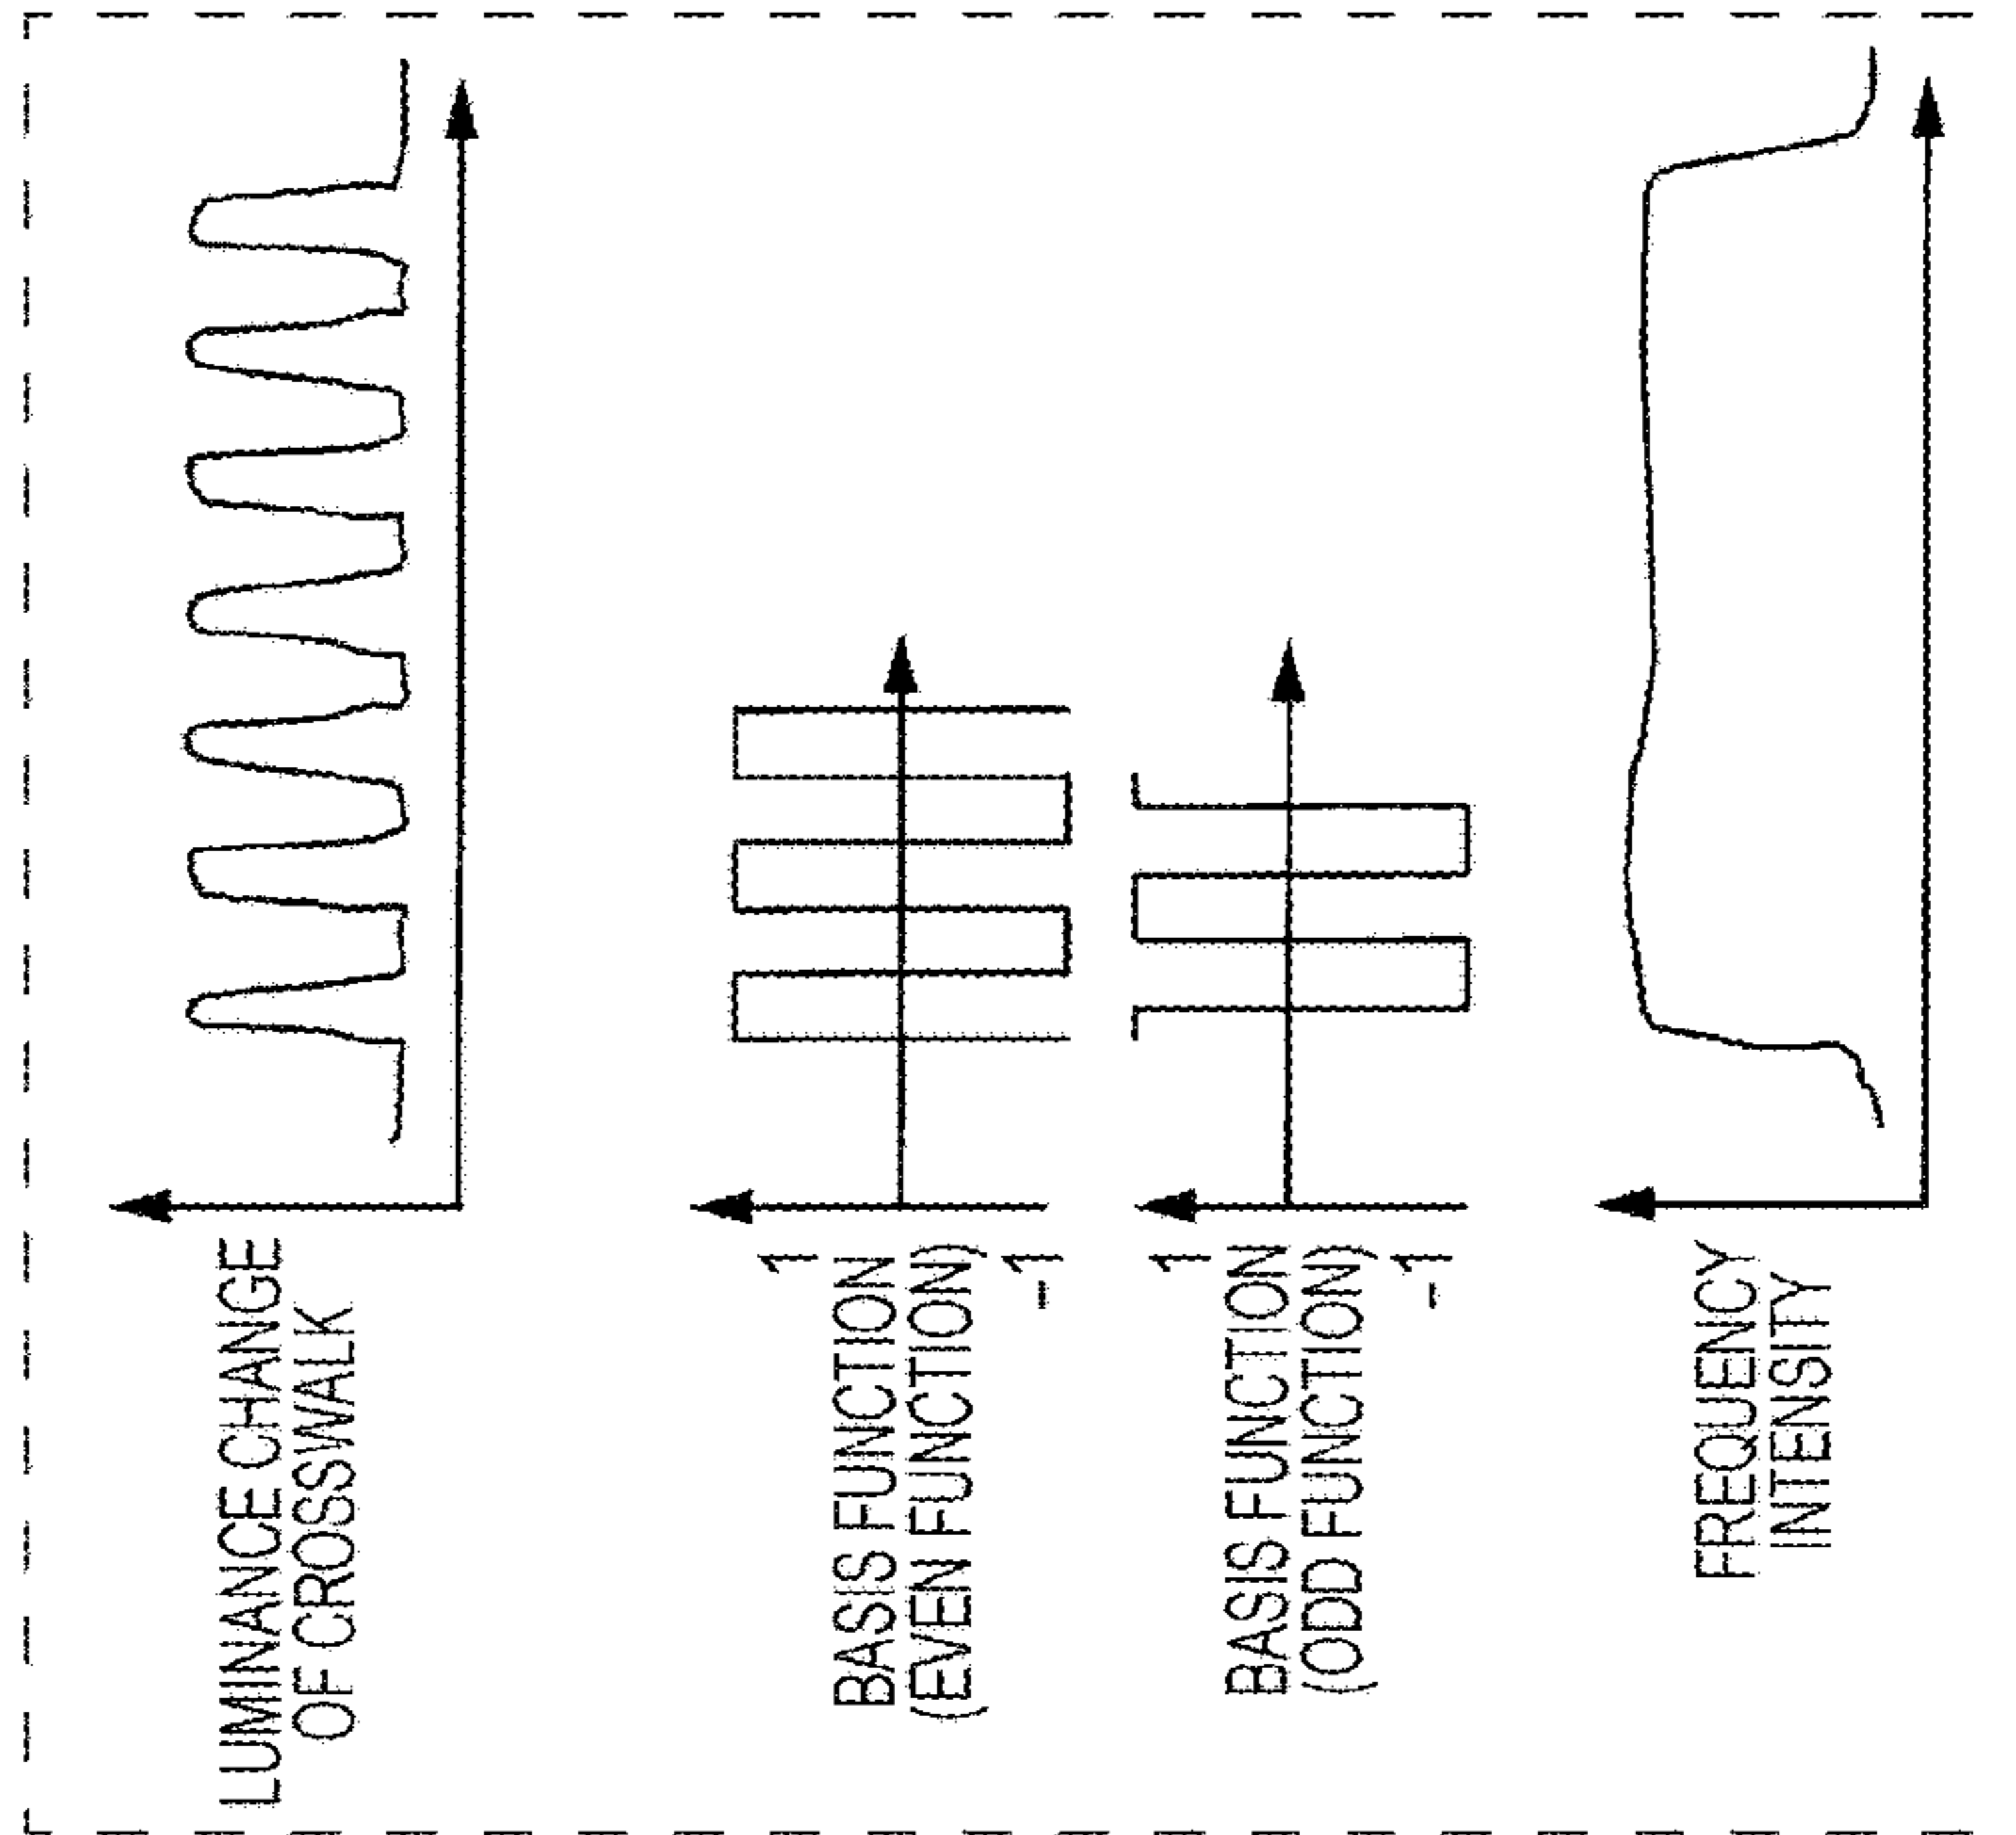 LUMINANCE CHANGE
OF CROSSWALK
1
BASIS FUNCTION
(EVEN FUNCTION)
-1
1
BASIS FUNCTION
(ODD FUNCTION)
-1
FREQUENCY
INTENSITY